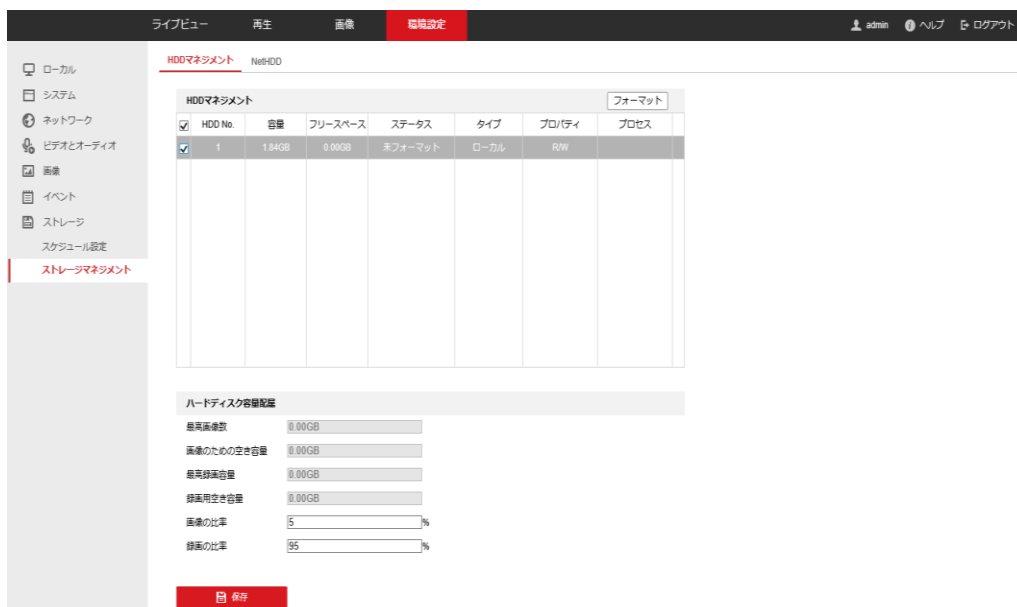 ライブビュー 再生 画像 環境設定 admin ヘルプ ログアウト
HDDマネジメント NetHDD
ローカル
システム
ネットワーク
ビデオとオーディオ
画像
イベント
ストレージ
スケジュール設定
ストレージマネジメント
HDDマネジメント フォーマット
HDD No. 容量 フリースペース ステータス タイプ プロパティ プロセス
1 1.84GB 0.00GB 未フォーマット ローカル R/W
ハードディスク容量配置
最高画像数 0.00GB
画像のための空き容量 0.00GB
最高録画容量 0.00GB
録画用空き容量 0.00GB
画像の比率 5 %
録画の比率 95 %
保存